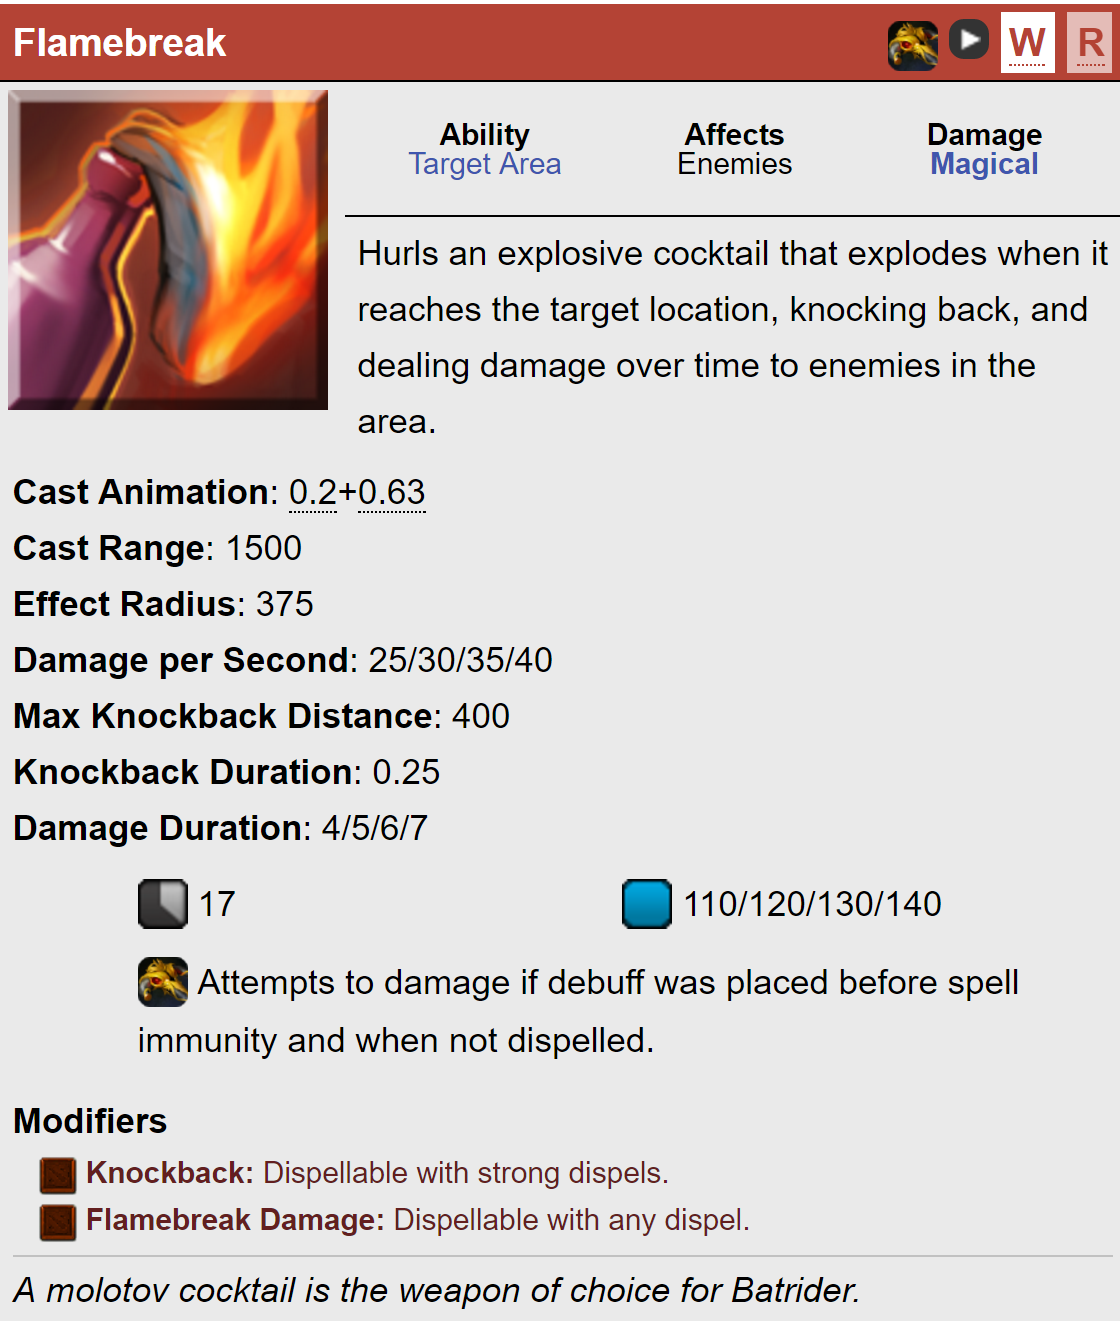 Flamebreak W R
Ability Affects Damage
Target Area Enemies Magical
Hurls an explosive cocktail that explodes when it
reaches the target location, knocking back, and
dealing damage over time to enemies in the
area.
Cast Animation: 0.2+0.63
Cast Range: 1500
Effect Radius: 375
Damage per Second: 25/30/35/40
Max Knockback Distance: 400
Knockback Duration: 0.25
Damage Duration: 4/5/6/7
17 110/120/130/140
Attempts to damage if debuff was placed before spell
immunity and when not dispelled.
Modifiers
Knockback: Dispellable with strong dispels.
Flamebreak Damage: Dispellable with any dispel.
A molotov cocktail is the weapon of choice for Batrider.